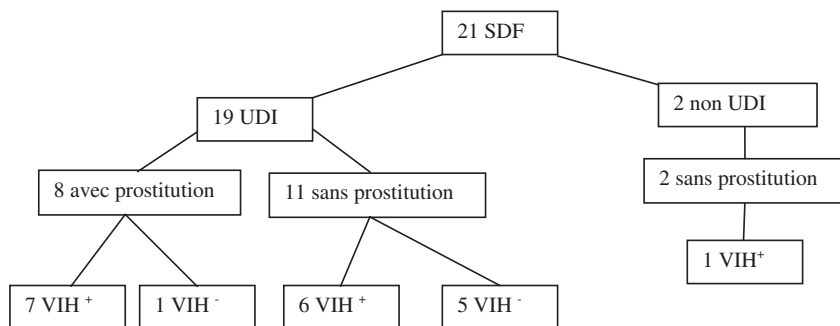 21 SDF
19 UDI
2 non UDI
8 avec prostitution
11 sans prostitution
2 sans prostitution
1 VIH⁺
7 VIH ⁺
1 VIH ⁻
6 VIH ⁺
5 VIH ⁻